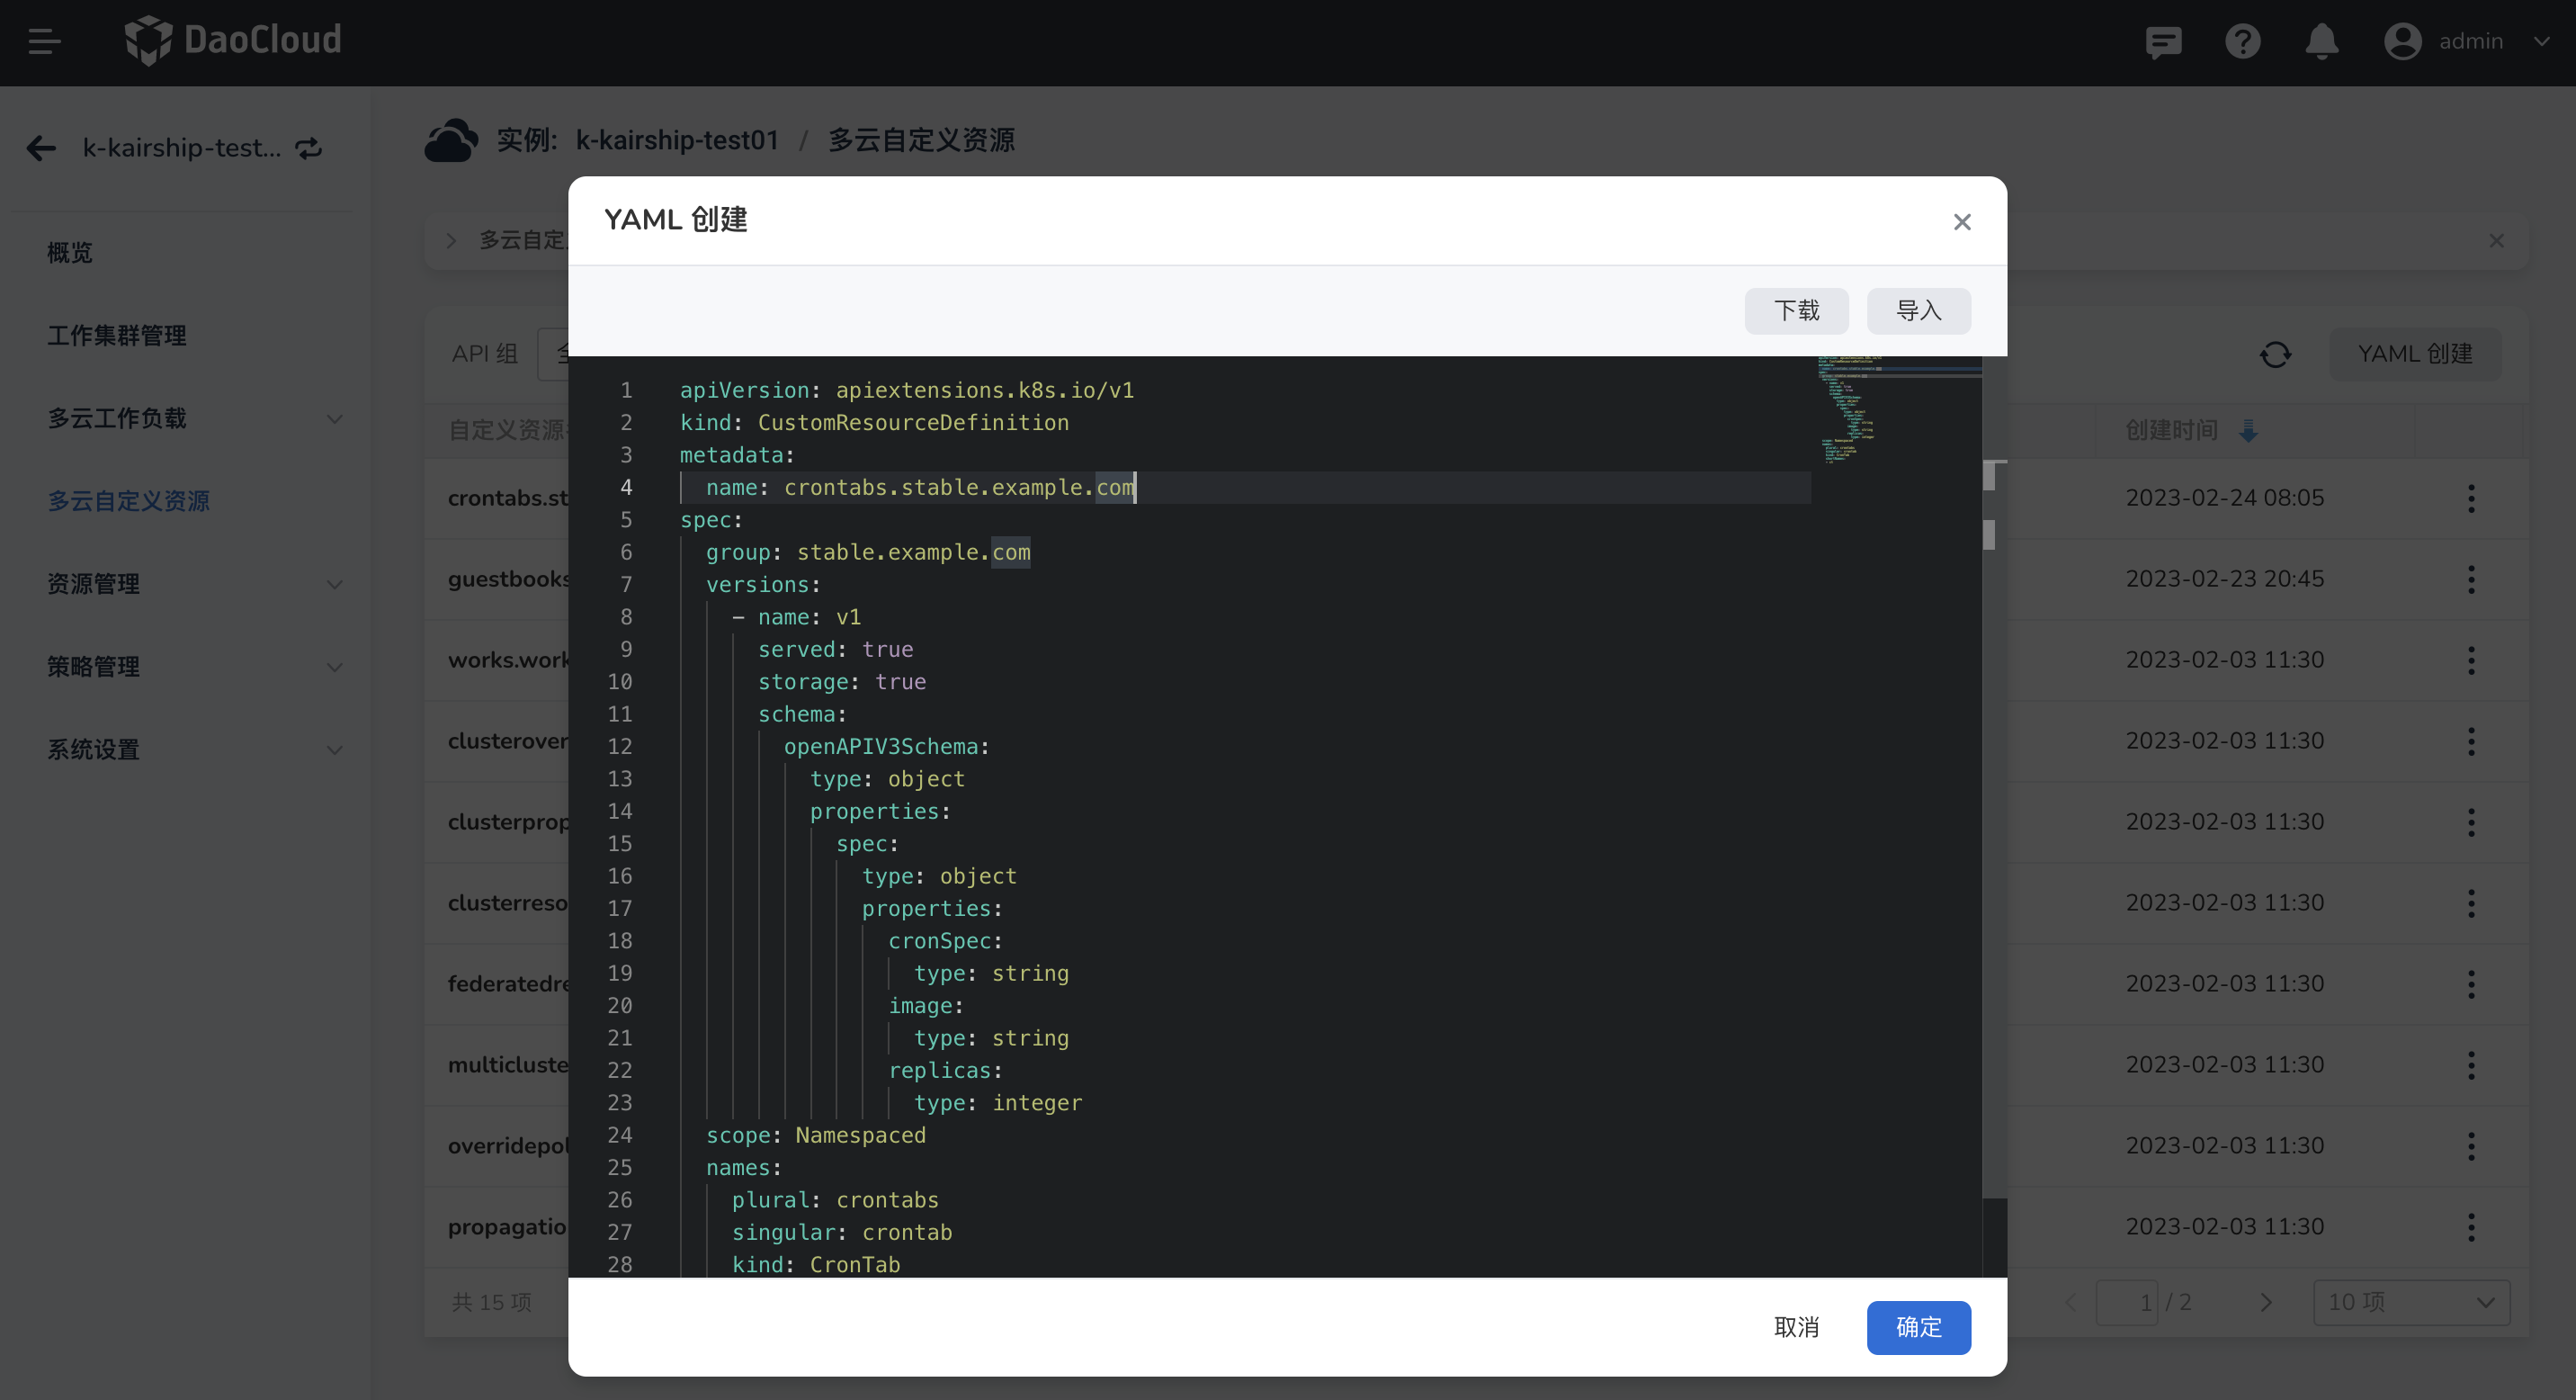 DaoCloud
admin
k-kairship-test...
实例: k-kairship-test01 / 多云自定义资源
概览
工作集群管理
多云工作负载
多云自定义资源
资源管理
策略管理
系统设置
多云自定
API 组
YAML 创建
自定义资源
创建时间
crontabs.st
2023-02-24 08:05
guestbooks
2023-02-23 20:45
works.work
2023-02-03 11:30
clusterover
2023-02-03 11:30
clusterprop
2023-02-03 11:30
clusterreso
2023-02-03 11:30
federatedre
2023-02-03 11:30
multicluste
2023-02-03 11:30
overridepol
2023-02-03 11:30
propagatio
2023-02-03 11:30
共 15 项
1 / 2
10 项
YAML 创建
下载
导入
1 apiVersion: apiextensions.k8s.io/v1
2 kind: CustomResourceDefinition
3 metadata:
4   name: crontabs.stable.example.com
5 spec:
6   group: stable.example.com
7   versions:
8     - name: v1
9       served: true
10       storage: true
11       schema:
12         openAPIV3Schema:
13           type: object
14           properties:
15             spec:
16               type: object
17               properties:
18                 cronSpec:
19                   type: string
20                 image:
21                   type: string
22                 replicas:
23                   type: integer
24   scope: Namespaced
25   names:
26     plural: crontabs
27     singular: crontab
28     kind: CronTab
取消
确定